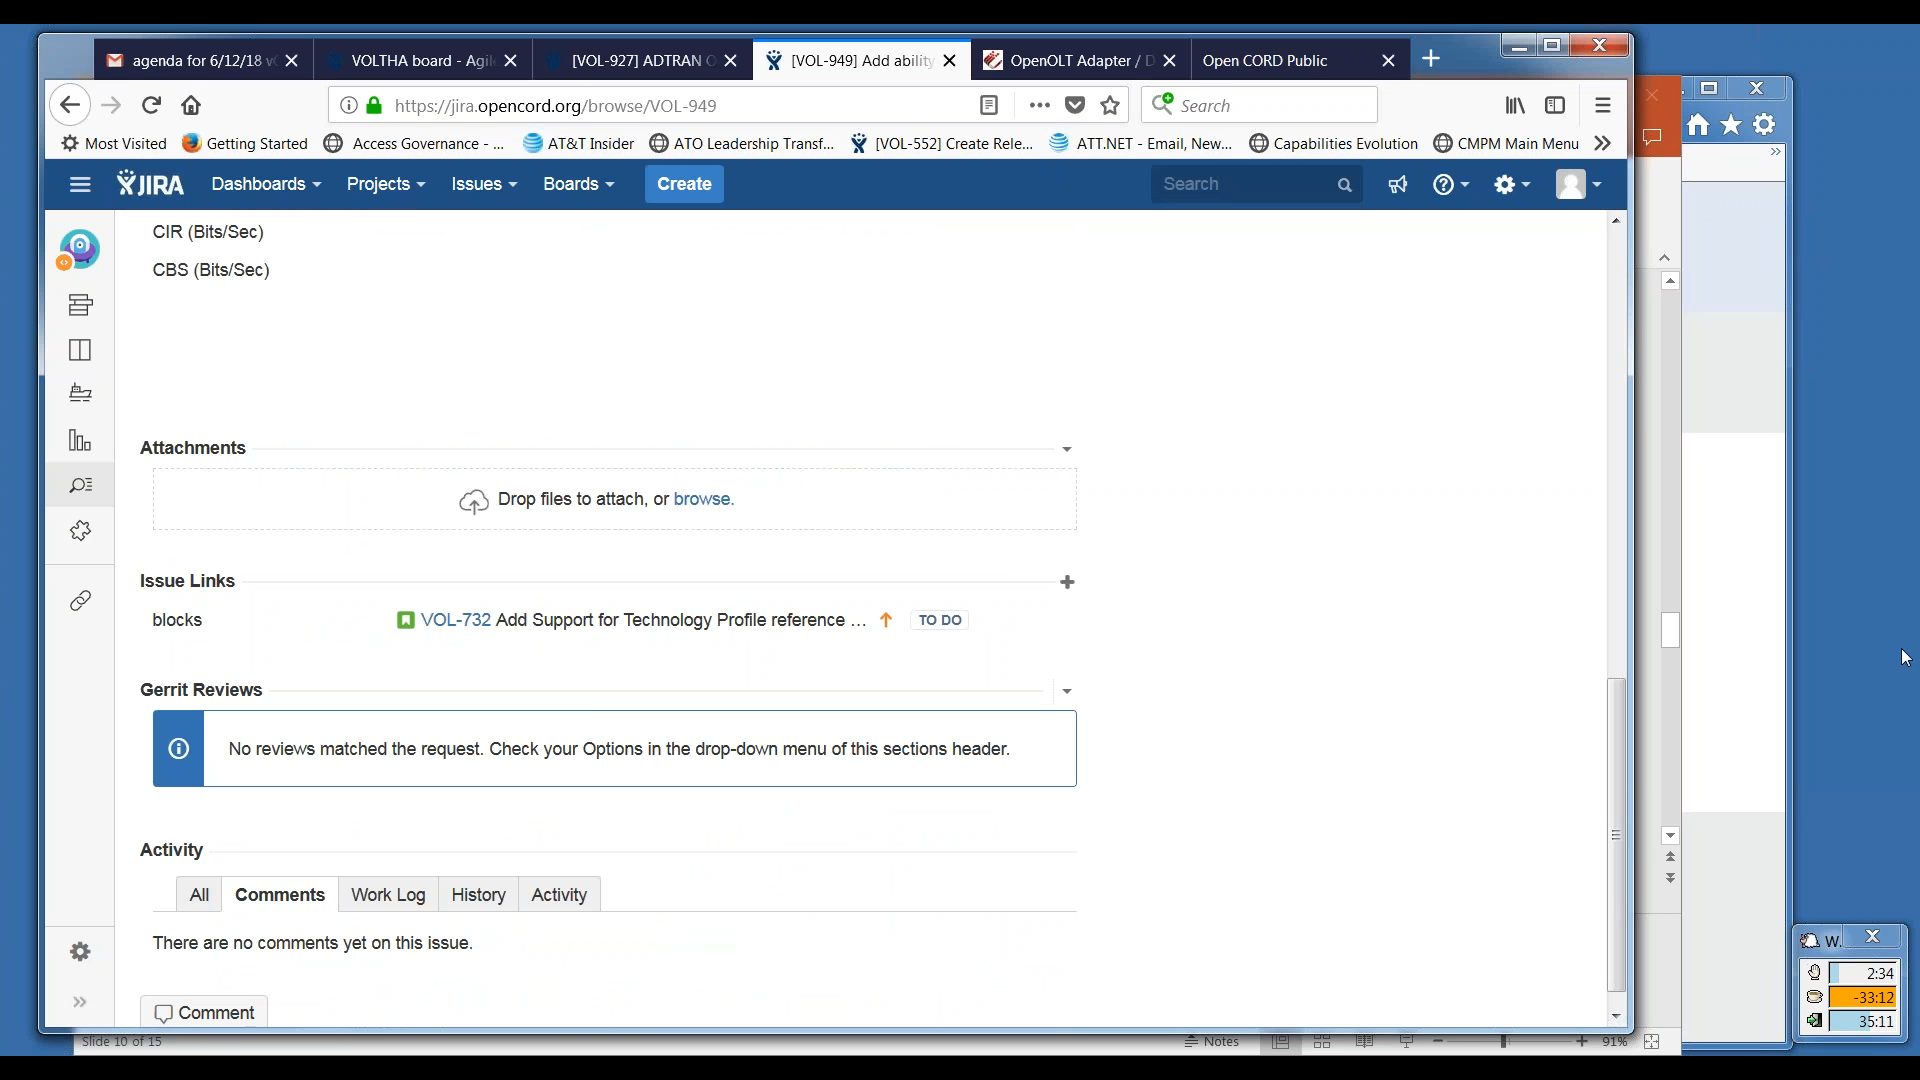 agenda for 6/12/18 v
VOLTHA board - Agil
[VOL-927] ADTRAN O
[VOL-949] Add ability
OpenOLT Adapter / D
Open CORD Public
https://jira.opencord.org/browse/VOL-949
Search
Most Visited
Getting Started
Access Governance - ...
AT&T Insider
ATO Leadership Transf...
[VOL-552] Create Rele...
ATT.NET - Email, New...
Capabilities Evolution
CMPM Main Menu
JIRA
Dashboards
Projects
Issues
Boards
Create
Search
CIR (Bits/Sec)
CBS (Bits/Sec)
Attachments
Drop files to attach, or browse.
Issue Links
blocks
VOL-732 Add Support for Technology Profile reference ...
TO DO
Gerrit Reviews
No reviews matched the request. Check your Options in the drop-down menu of this sections header.
Activity
All
Comments
Work Log
History
Activity
There are no comments yet on this issue.
Comment
Slide 10 of 15
Notes
91%
W.
2:34
-33:12
35:11